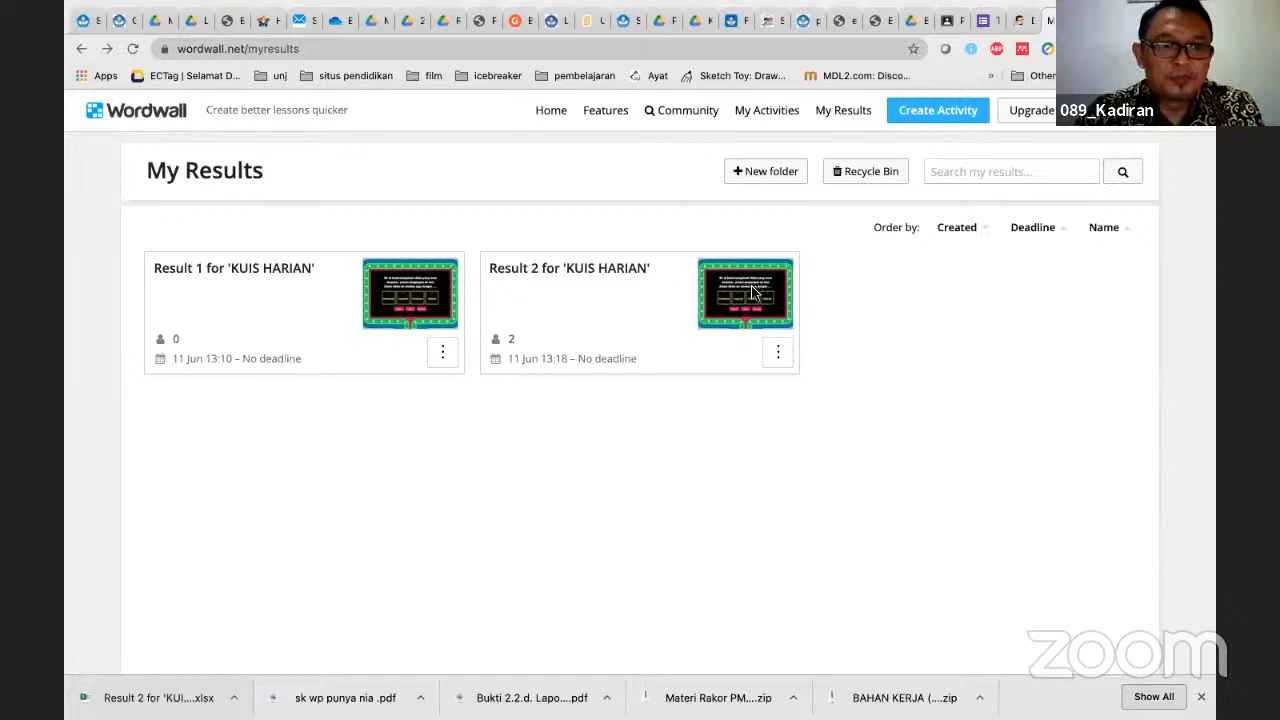 wordwall.net/myresults
Apps
ECTag | Selamat D...
unj
situs pendidikan
film
icebreaker
pembelajaran
Ayat
Sketch Toy: Draw...
MDL2.com: Disco...
»
Other
089_Kadiran
Wordwall
Create better lessons quicker
Home
Features
Community
My Activities
My Results
Create Activity
Upgrade
My Results
New folder
Recycle Bin
Search my results...
Order by:
Created
Deadline
Name
Result 1 for 'KUIS HARIAN'
0
11 Jun 13:10 – No deadline
Result 2 for 'KUIS HARIAN'
2
11 Jun 13:18 – No deadline
zoom
Result 2 for 'KUI....xlsx
sk wp punya nia .pdf
Bukti 2.2.d. Lapo....pdf
Materi Rakor PM....zip
BAHAN KERJA (....zip
Show All